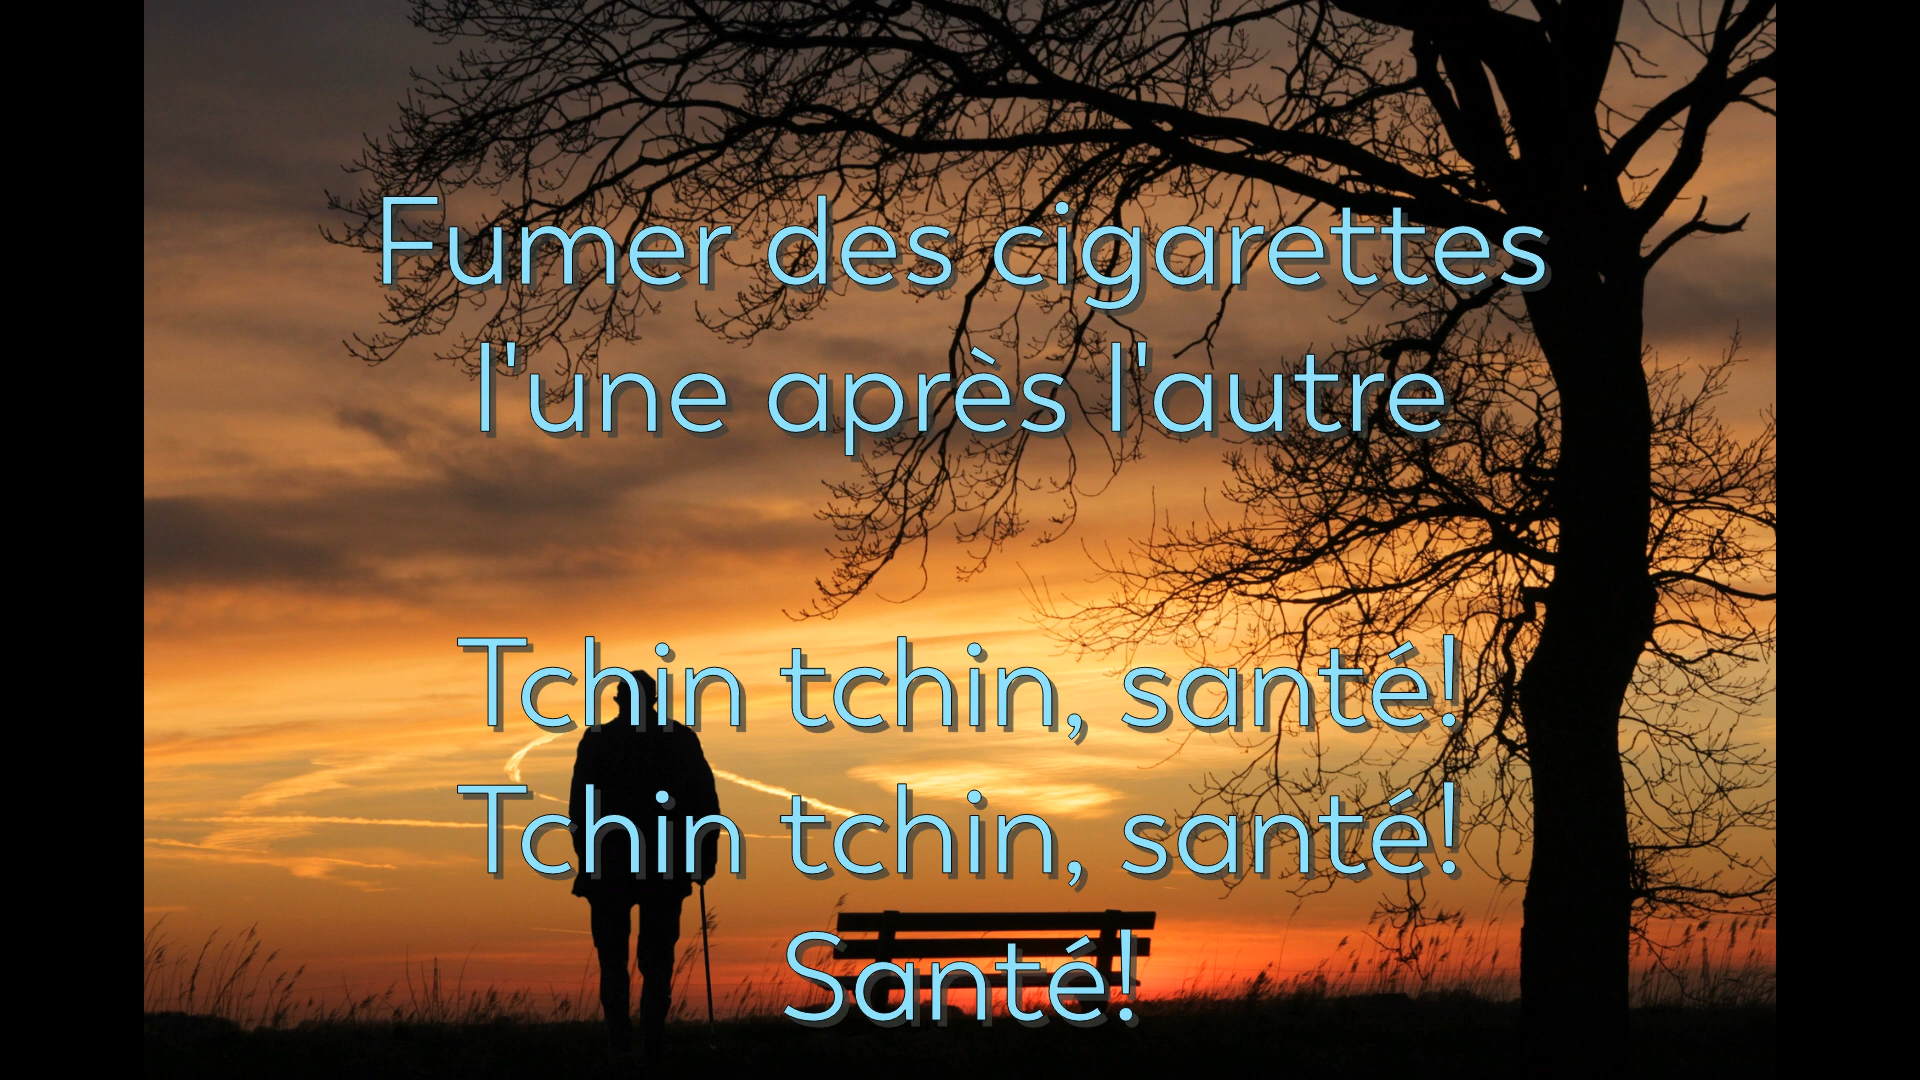 Fumer des cigarettes
l'une après l'autre
Tchin tchin, santé!
Tchin tchin, santé!
Santé!